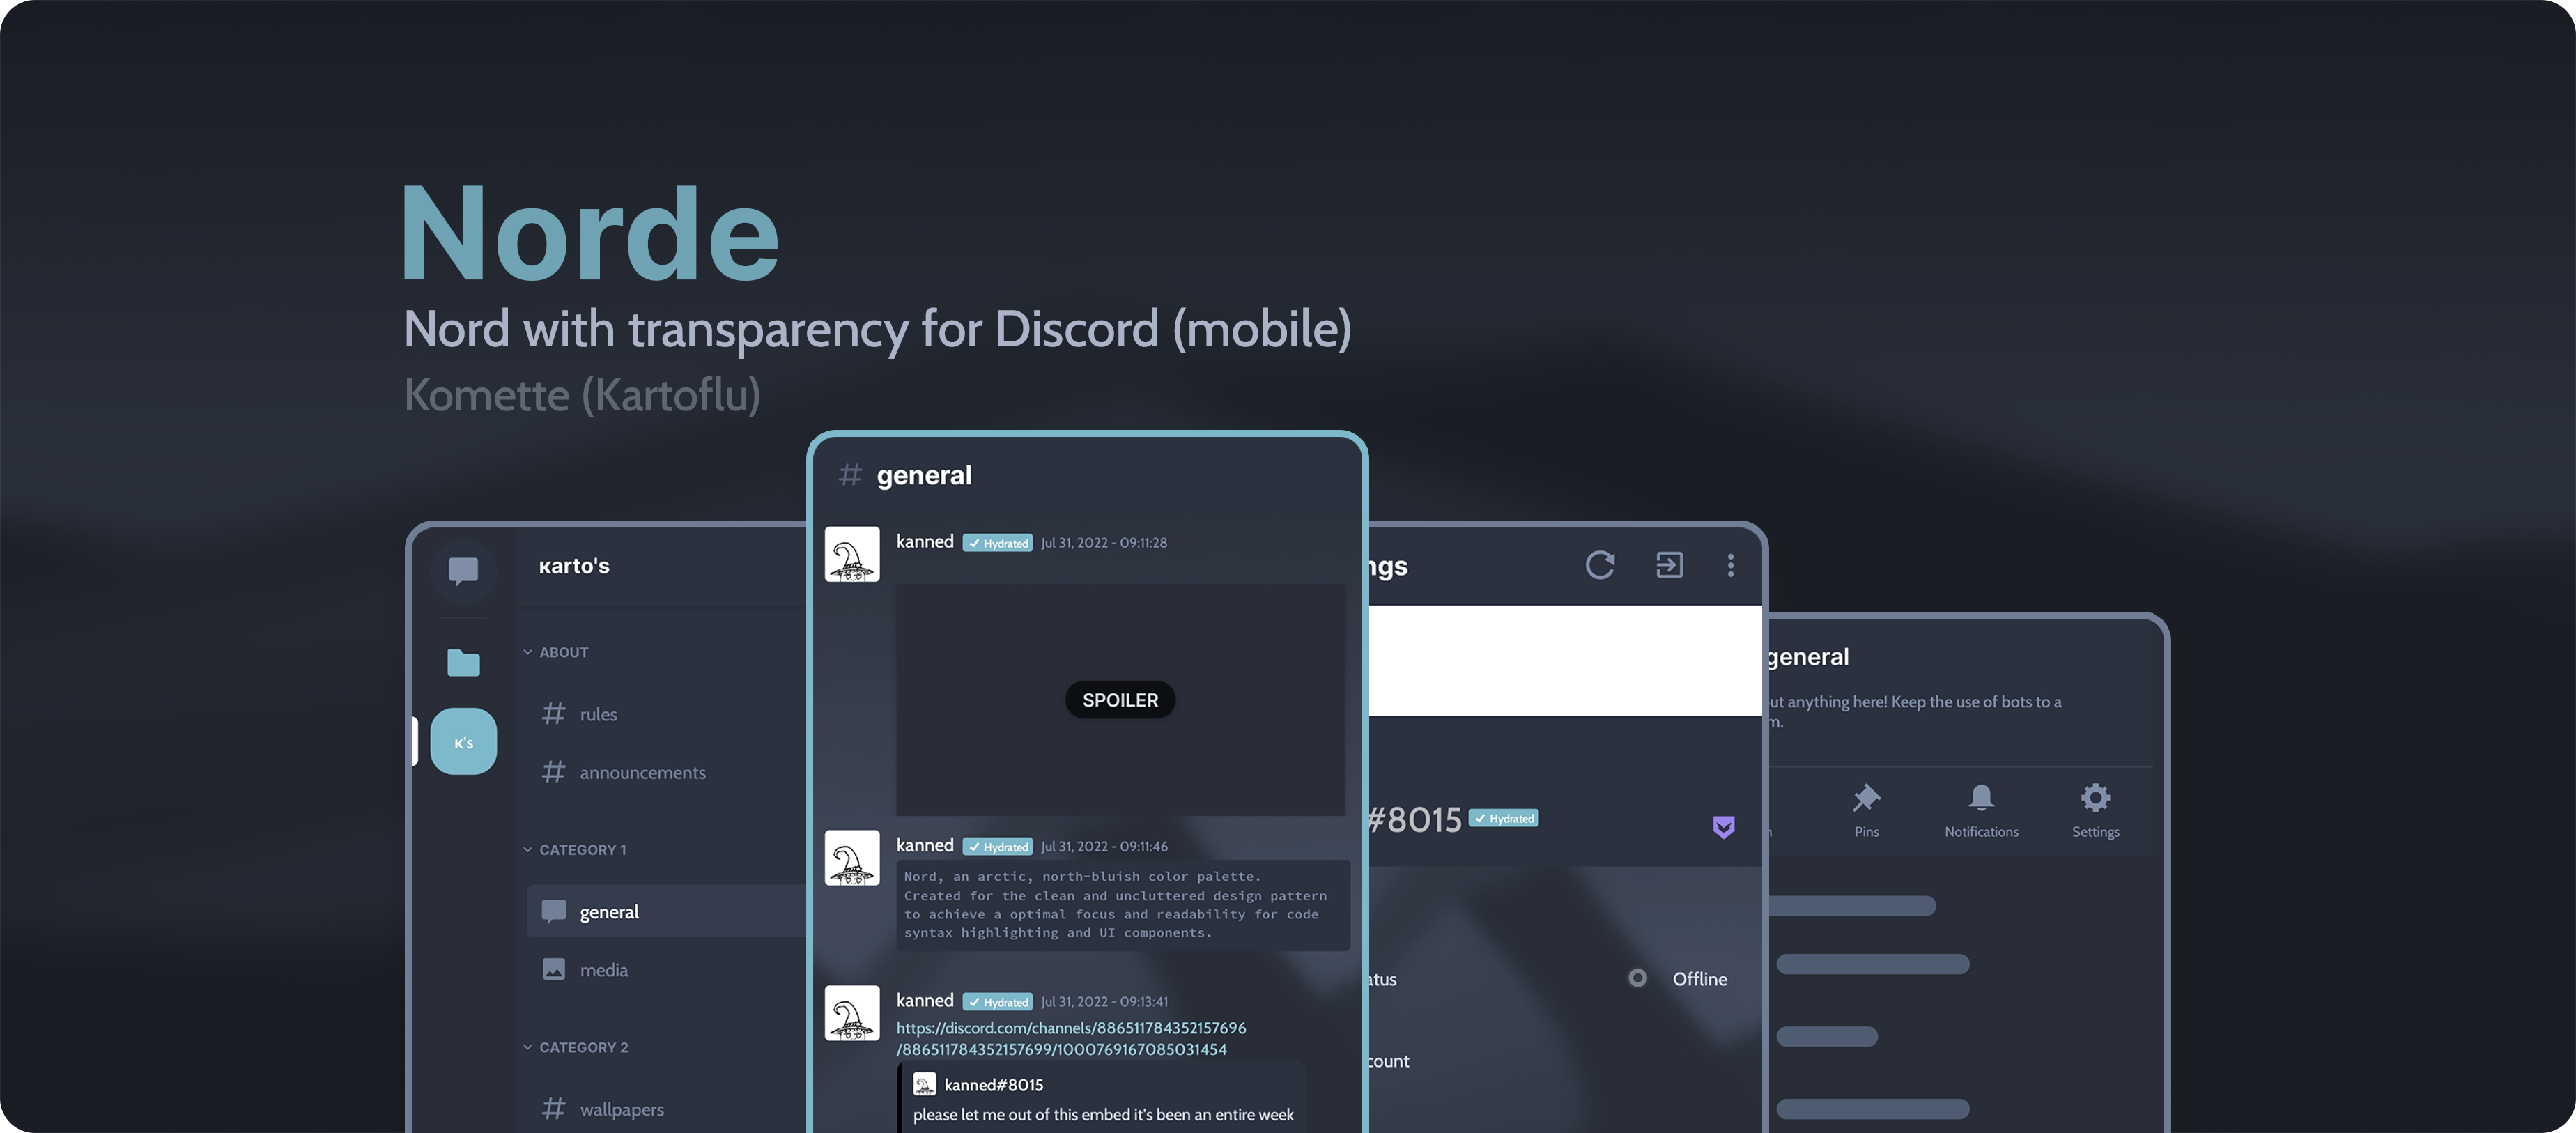 Norde
Nord with transparency for Discord (mobile)
Komette (Kartoflu)
к's
кarto's
ABOUT
rules
announcements
CATEGORY 1
general
media
CATEGORY 2
wallpapers
# general
kanned ✓ Hydrated Jul 31, 2022 - 09:11:28
SPOILER
kanned ✓ Hydrated Jul 31, 2022 - 09:11:46
Nord, an arctic, north-bluish color palette.
Created for the clean and uncluttered design pattern
to achieve a optimal focus and readability for code
syntax highlighting and UI components.
kanned ✓ Hydrated Jul 31, 2022 - 09:13:41
https://discord.com/channels/886511784352157696
/886511784352157699/1000769167085031454
kanned#8015
please let me out of this embed it's been an entire week
ngs
#8015 ✓ Hydrated
atus
Offline
count
general
ut anything here! Keep the use of bots to a
m.
Pins
Notifications
Settings